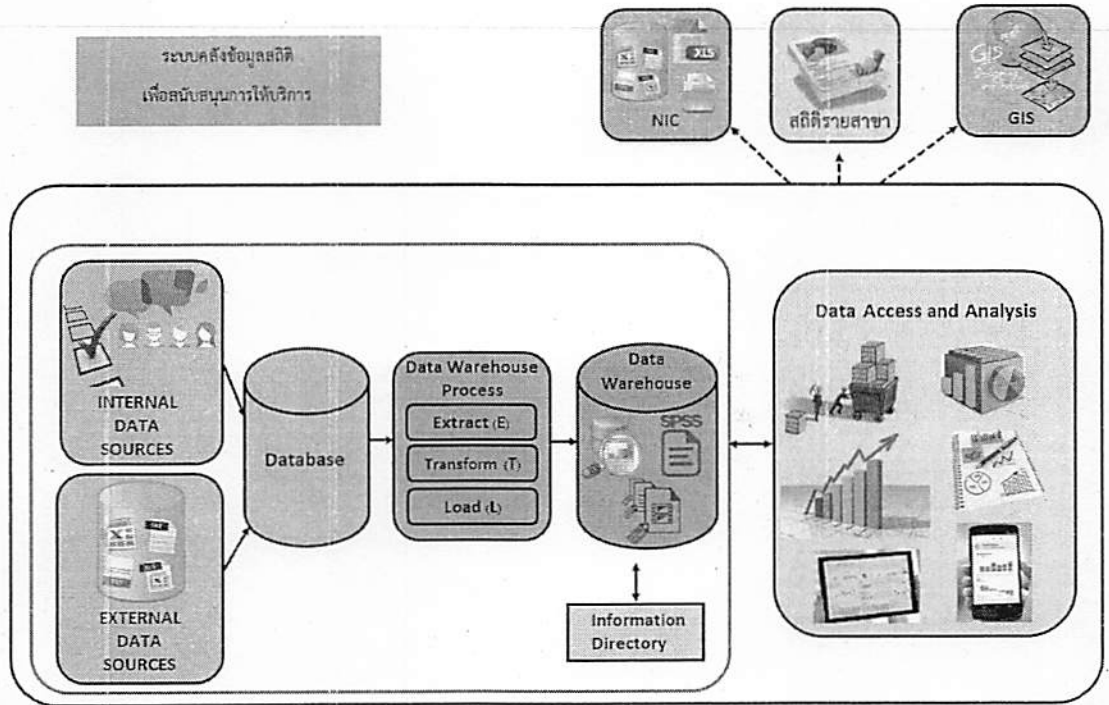 ระบบคลังข้อมูลสถิติ
เพื่อสนับสนุนการให้บริการ
XLS
NIC
สถิติรายสาขา
GIS
GIS
INTERNAL
DATA
SOURCES
EXTERNAL
DATA
SOURCES
Database
Data Warehouse
Process
Extract (E)
Transform (T)
Load (L)
Data
Warehouse
SPSS
Information
Directory
Data Access and Analysis